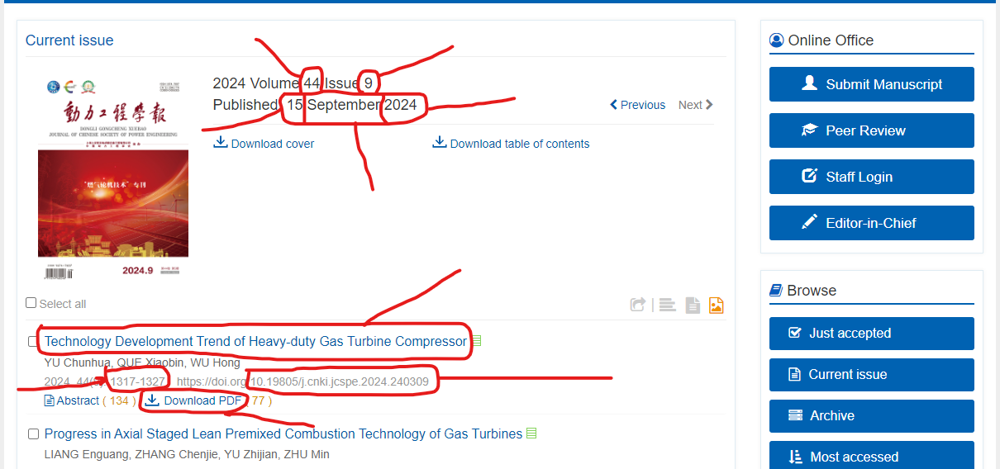 Current issue
動力工程學報
DONGLI GONGCHENG XUEBAO
JOURNAL OF CHINESE SOCIETY OF POWER ENGINEERING
“燃气轮机技术”专刊
2024.9
2024 Volume 44 Issue 9
Published: 15 September 2024
Previous Next
Download cover Download table of contents
Select all
Technology Development Trend of Heavy-duty Gas Turbine Compressor
YU Chunhua, QUE Xiaobin, WU Hong
2024, 44( 1317-1327 https://doi.org 10.19805/j.cnki.jcspe.2024.240309
Abstract ( 134 ) Download PDF ( 77 )
Progress in Axial Staged Lean Premixed Combustion Technology of Gas Turbines
LIANG Enguang, ZHANG Chenjie, YU Zhijian, ZHU Min
Online Office
Submit Manuscript
Peer Review
Staff Login
Editor-in-Chief
Browse
Just accepted
Current issue
Archive
Most accessed